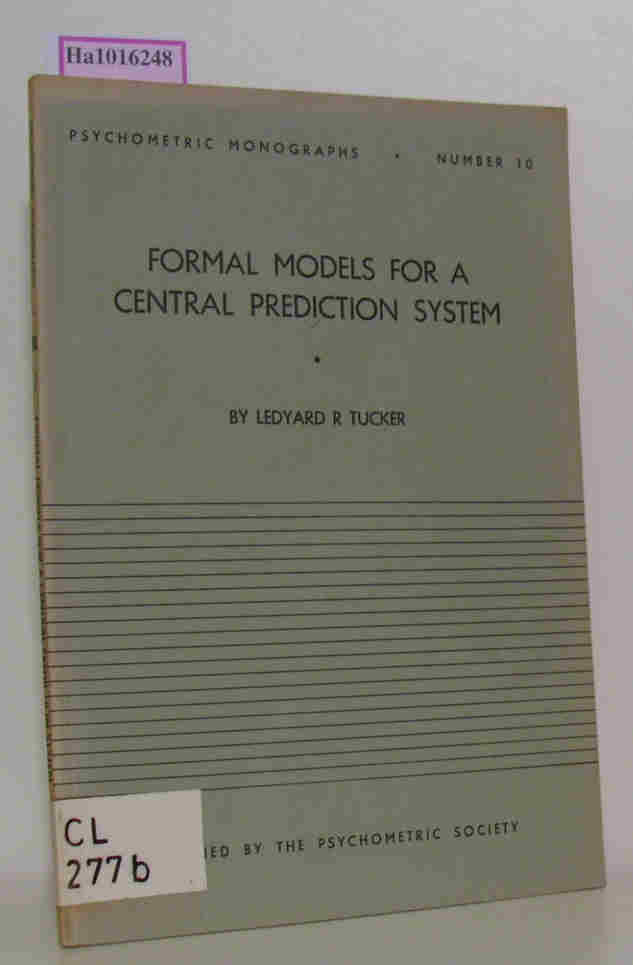 Ha1016248
PSYCHOMETRIC MONOGRAPHS • NUMBER 10
FORMAL MODELS FOR A
CENTRAL PREDICTION SYSTEM
•
BY LEDYARD R TUCKER
BY THE PSYCHOMETRIC SOCIETY
CL
277b